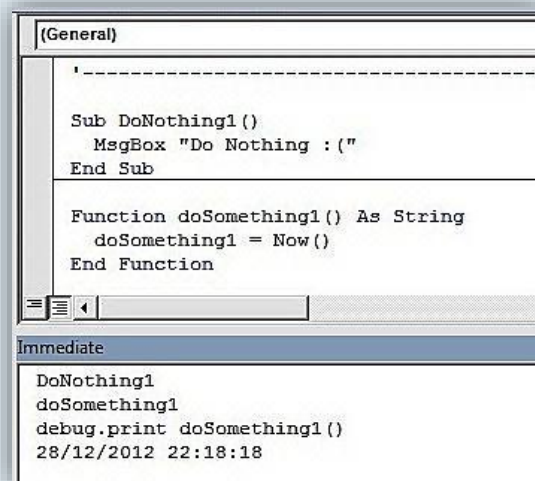 (General)
'--------------------------------------
Sub DoNothing1()
MsgBox "Do Nothing :("
End Sub
Function doSomething1() As String
doSomething1 = Now()
End Function
Immediate
DoNothing1
doSomething1
debug.print doSomething1()
28/12/2012 22:18:18